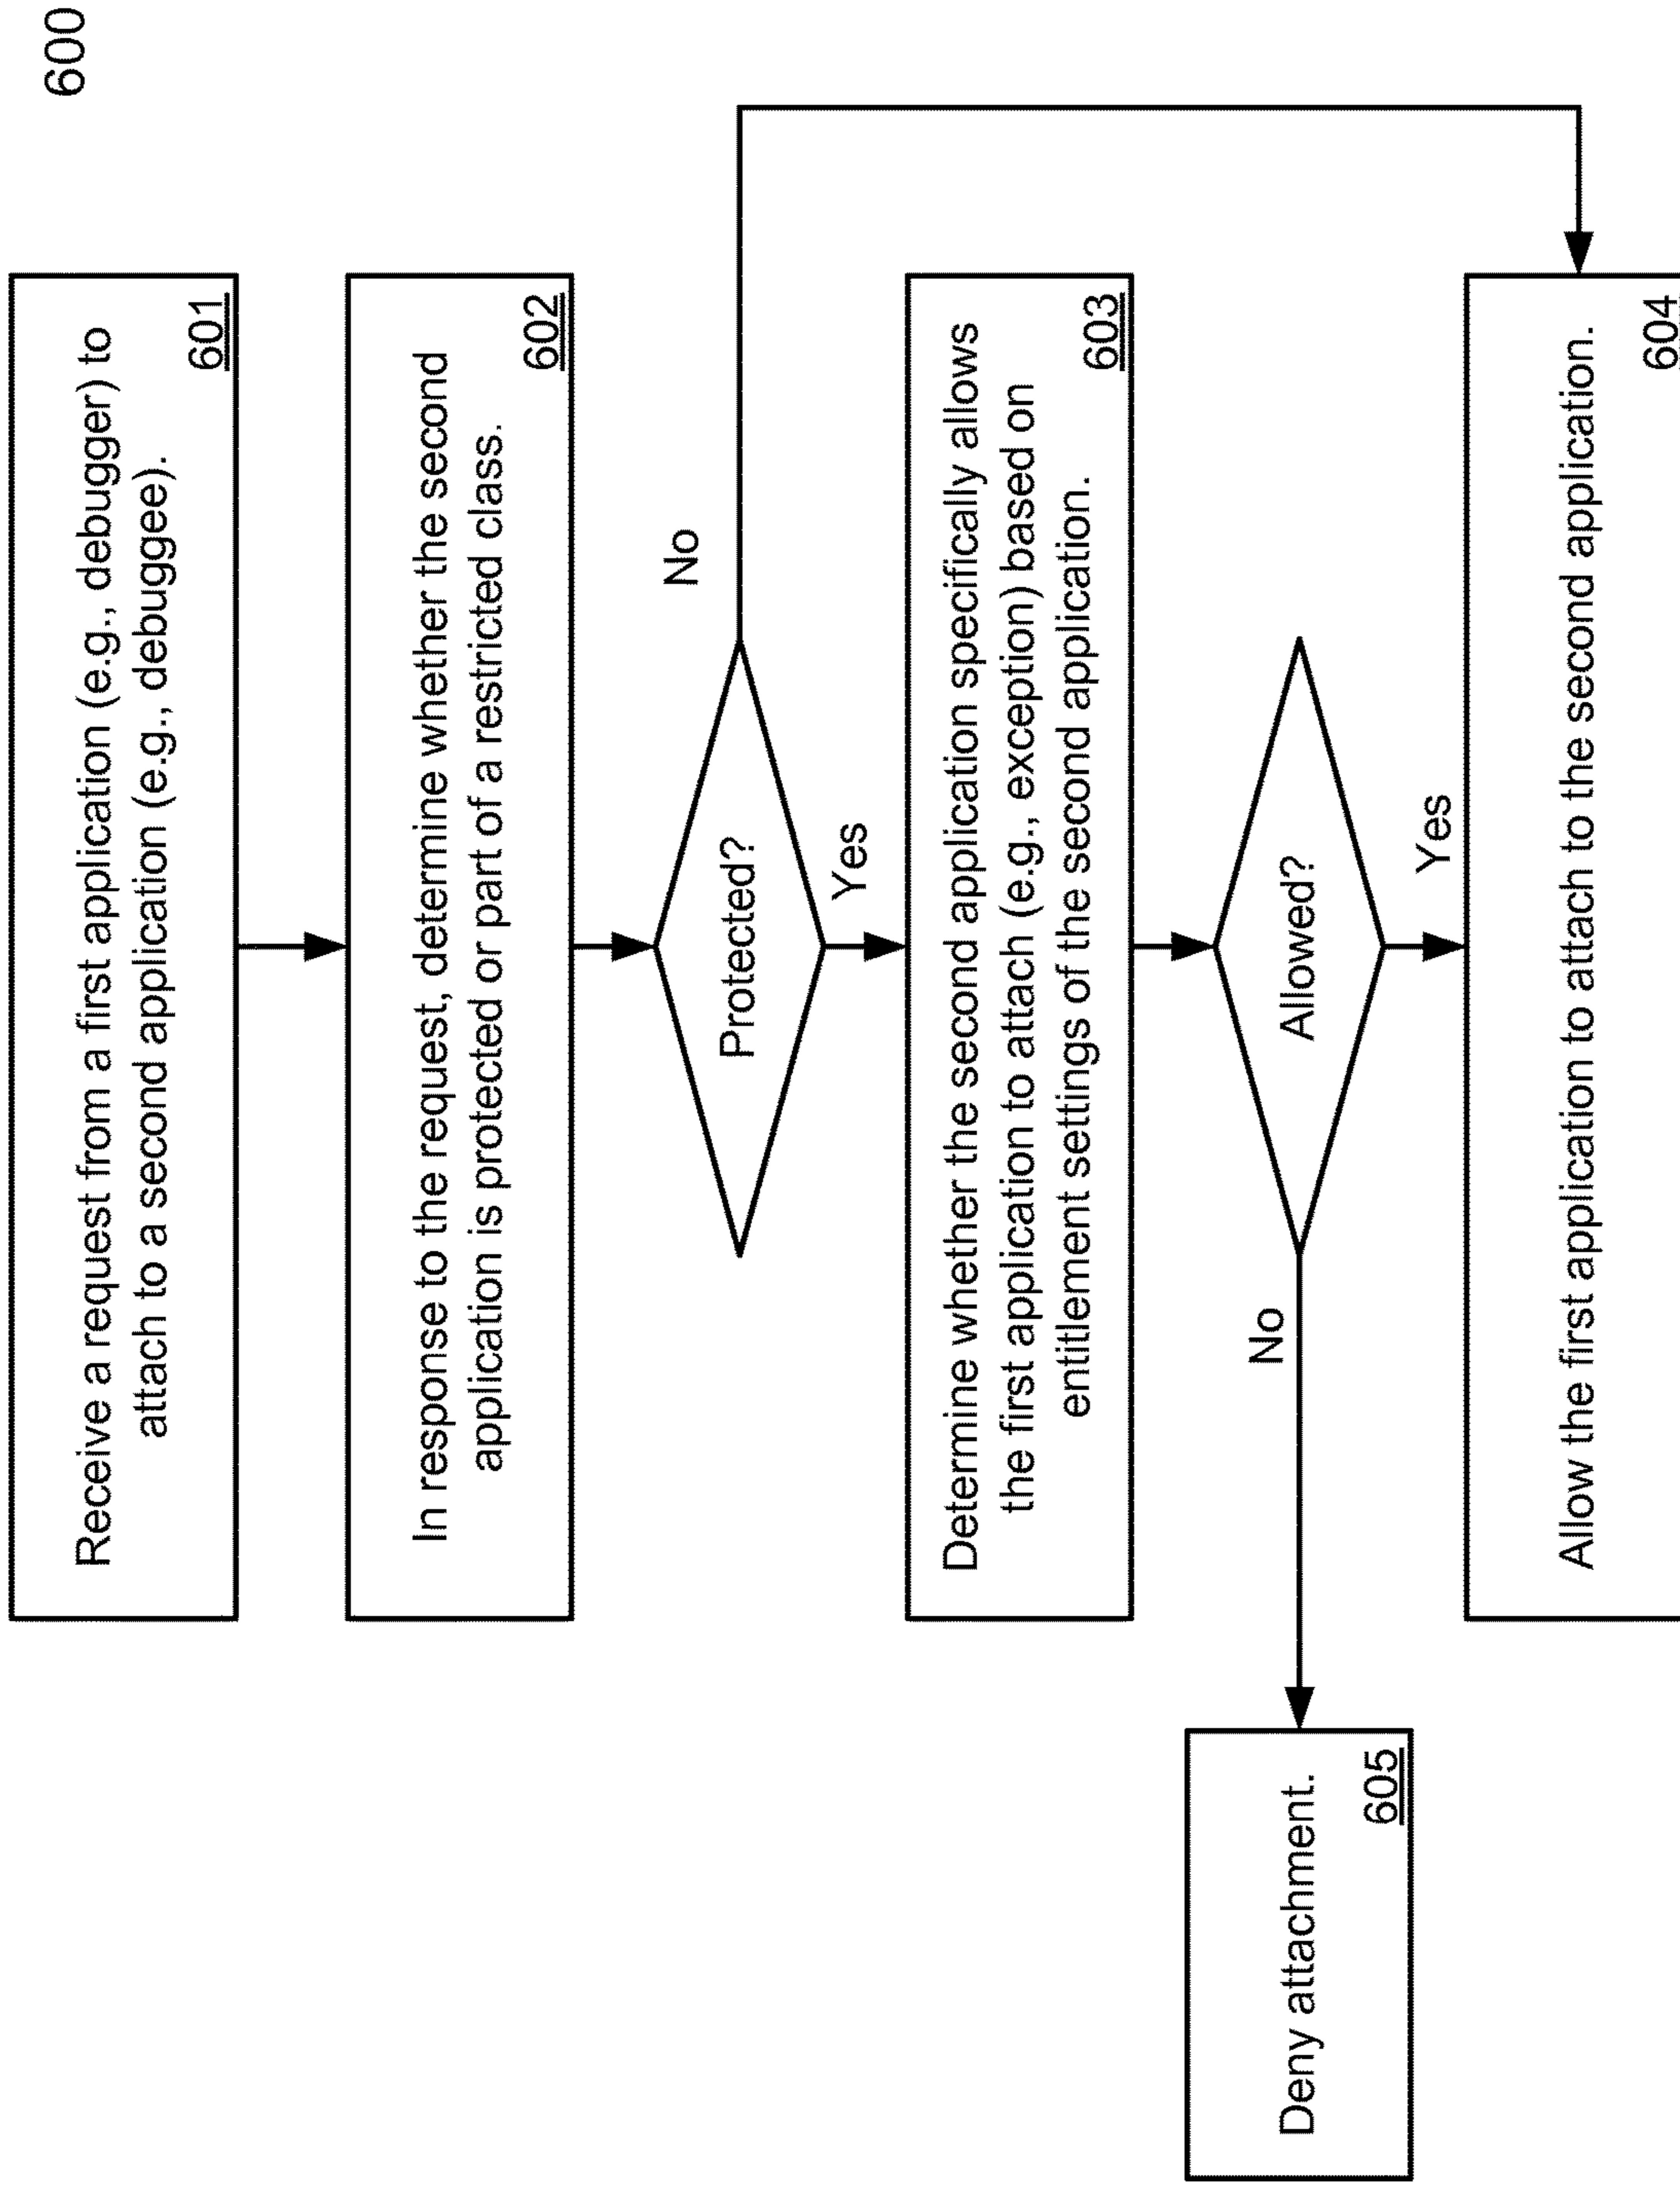 600
Receive a request from a first application (e.g., debugger) to
attach to a second application (e.g., debuggee).
601
In response to the request, determine whether the second
application is protected or part of a restricted class.
602
Protected?
No
Yes
Determine whether the second application specifically allows
the first application to attach (e.g., exception) based on
entitlement settings of the second application.
603
Allowed?
No
Yes
Deny attachment.
605
Allow the first application to attach to the second application.
604